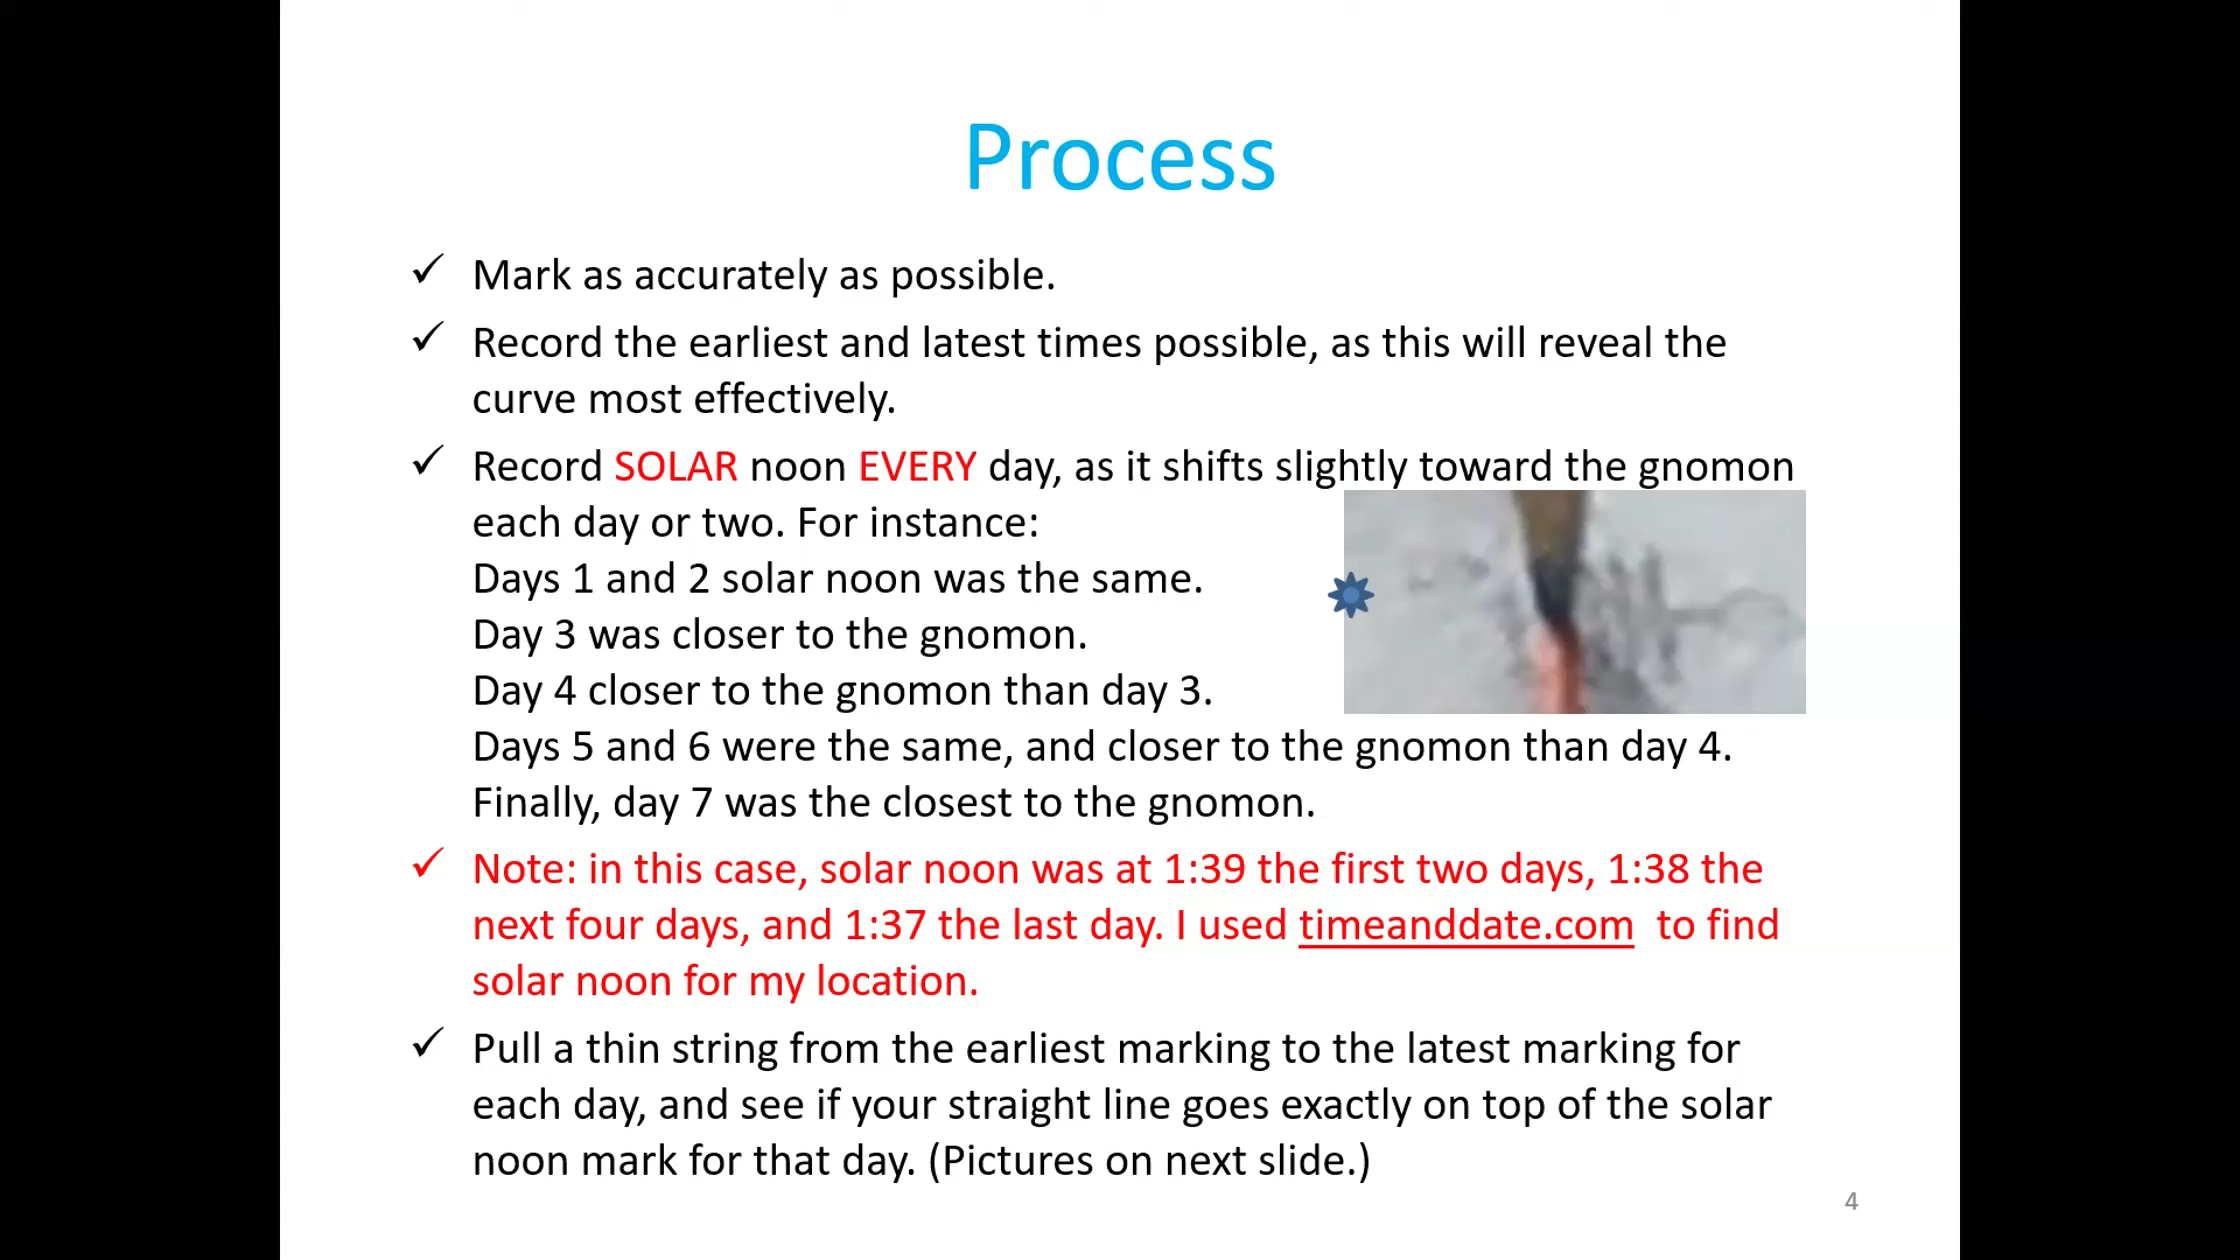 Process
✓ Mark as accurately as possible.
✓ Record the earliest and latest times possible, as this will reveal the
curve most effectively.
✓ Record SOLAR noon EVERY day, as it shifts slightly toward the gnomon
each day or two. For instance:
Days 1 and 2 solar noon was the same.
Day 3 was closer to the gnomon.
Day 4 closer to the gnomon than day 3.
Days 5 and 6 were the same, and closer to the gnomon than day 4.
Finally, day 7 was the closest to the gnomon.
✓ Note: in this case, solar noon was at 1:39 the first two days, 1:38 the
next four days, and 1:37 the last day. I used timeanddate.com to find
solar noon for my location.
✓ Pull a thin string from the earliest marking to the latest marking for
each day, and see if your straight line goes exactly on top of the solar
noon mark for that day. (Pictures on next slide.)
4